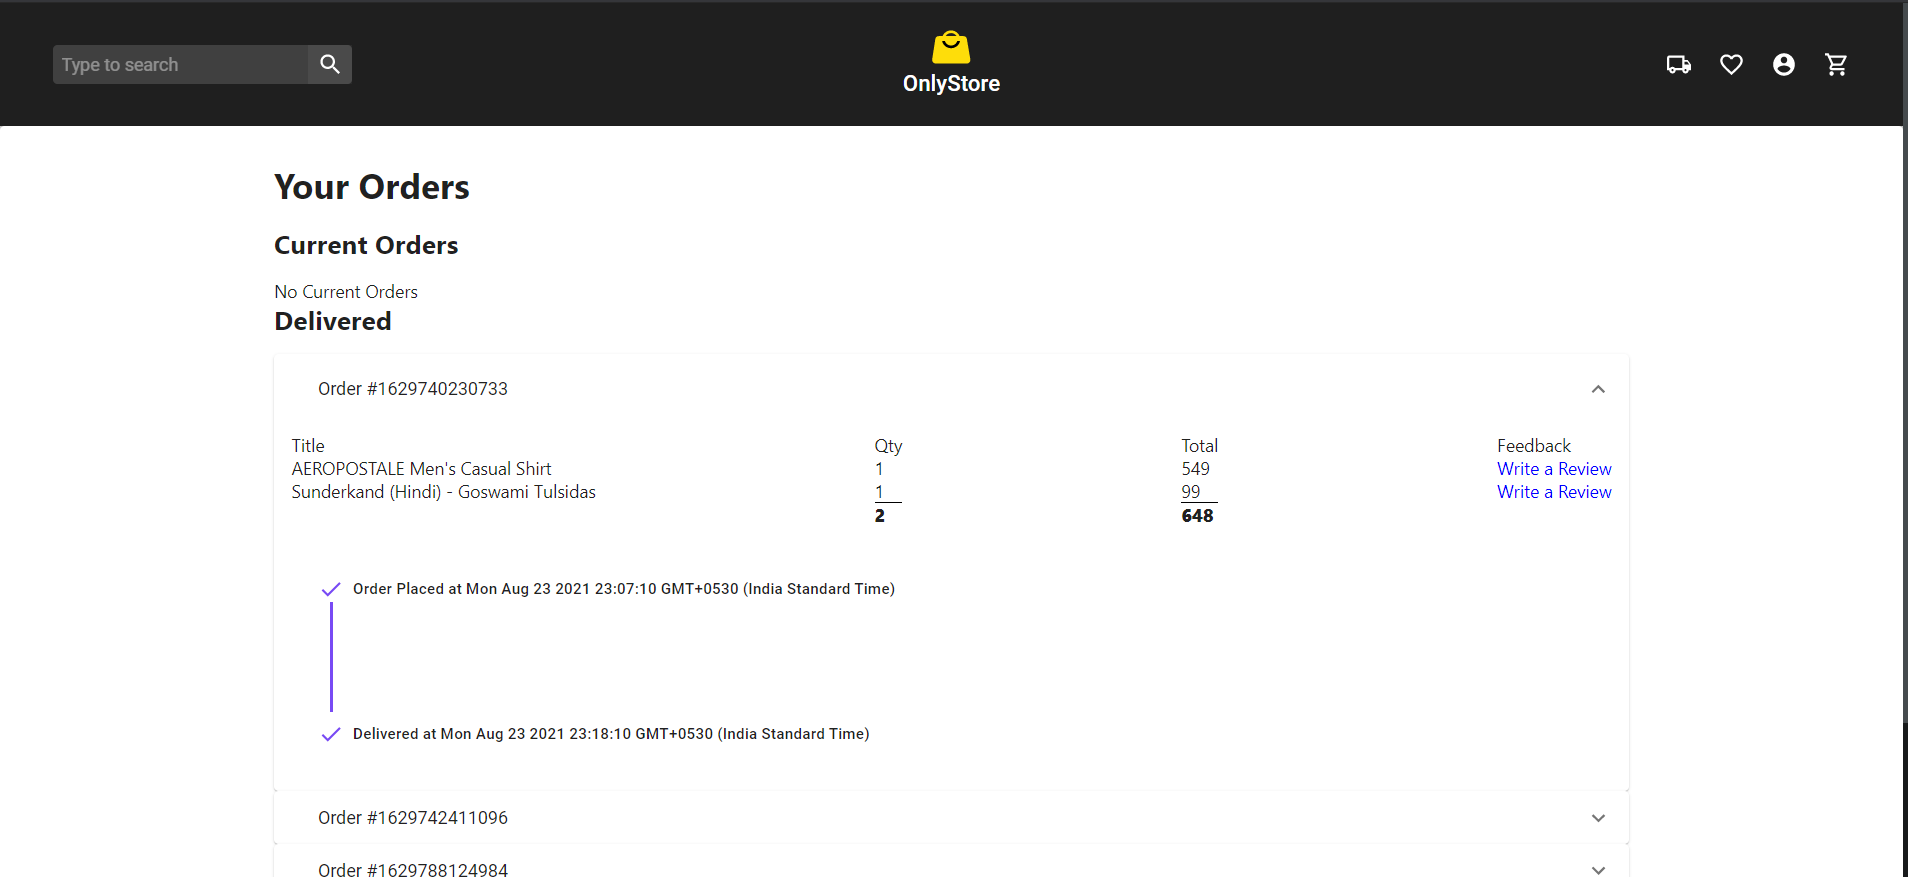 Type to search
OnlyStore
Your Orders
Current Orders
No Current Orders
Delivered
Order #1629740230733
Title Qty Total Feedback
AEROPOSTALE Men's Casual Shirt 1 549 Write a Review
Sunderkand (Hindi) - Goswami Tulsidas 1 99 Write a Review
2 648
Order Placed at Mon Aug 23 2021 23:07:10 GMT+0530 (India Standard Time)
Delivered at Mon Aug 23 2021 23:18:10 GMT+0530 (India Standard Time)
Order #1629742411096
Order #1629788124984